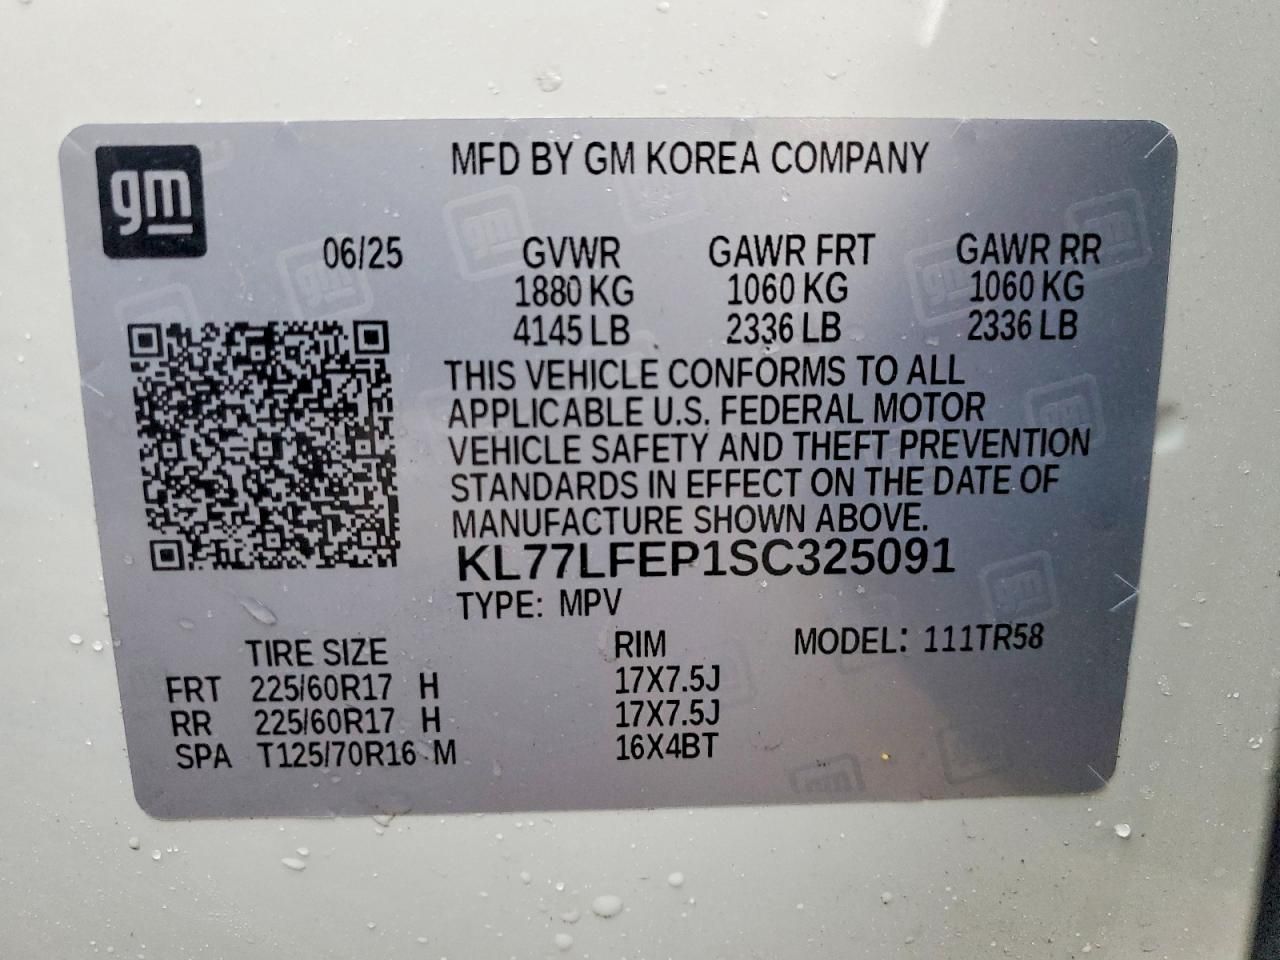 gm
MFD BY GM KOREA COMPANY
06/25 GVWR GAWR FRT GAWR RR
1880 KG 1060 KG 1060 KG
4145 LB 2336 LB 2336 LB
THIS VEHICLE CONFORMS TO ALL
APPLICABLE U.S. FEDERAL MOTOR
VEHICLE SAFETY AND THEFT PREVENTION
STANDARDS IN EFFECT ON THE DATE OF
MANUFACTURE SHOWN ABOVE.
KL77LFEP1SC325091
TYPE: MPV
TIRE SIZE RIM MODEL: 111TR58
FRT 225/60R17 H 17X7.5J
RR 225/60R17 H 17X7.5J
SPA T125/70R16 M 16X4BT